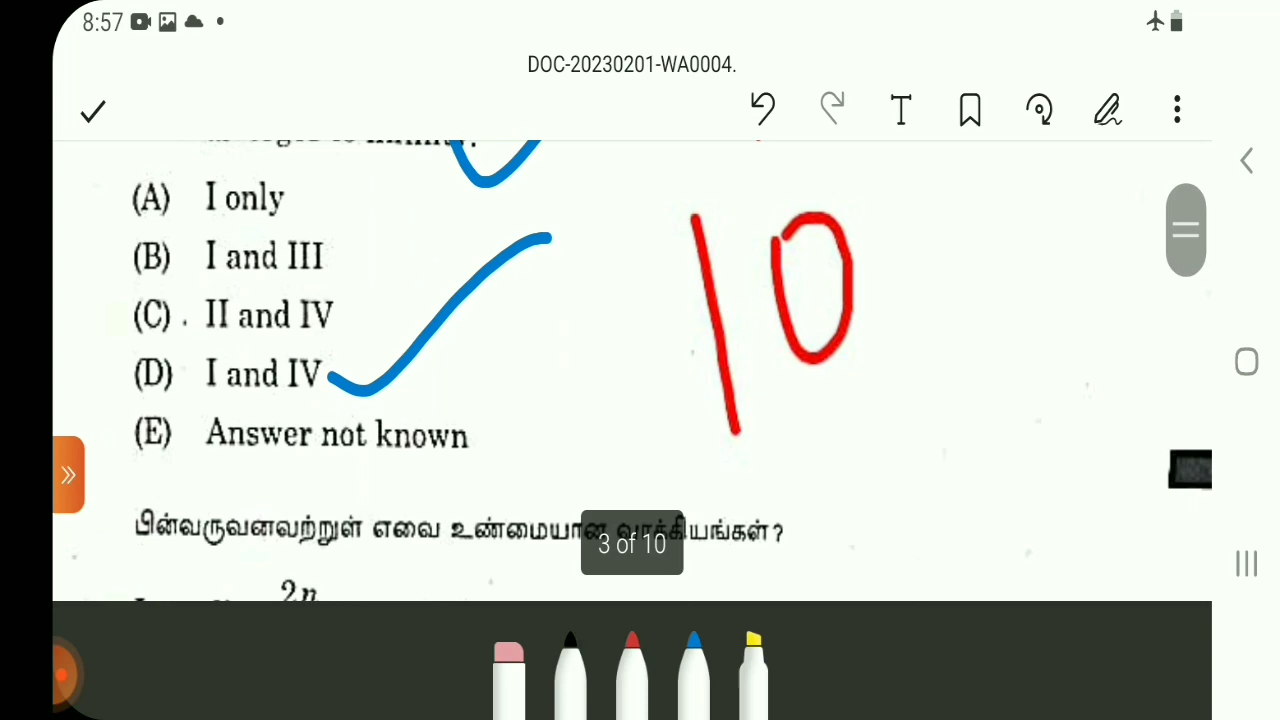 8:57
DOC-20230201-WA0004.
(A) I only
(B) I and III
(C) . II and IV
(D) I and IV
(E) Answer not known
10
பின்வருவனவற்றுள் எவை உண்மையான வாக்கியங்கள்?
3 of 10
2n